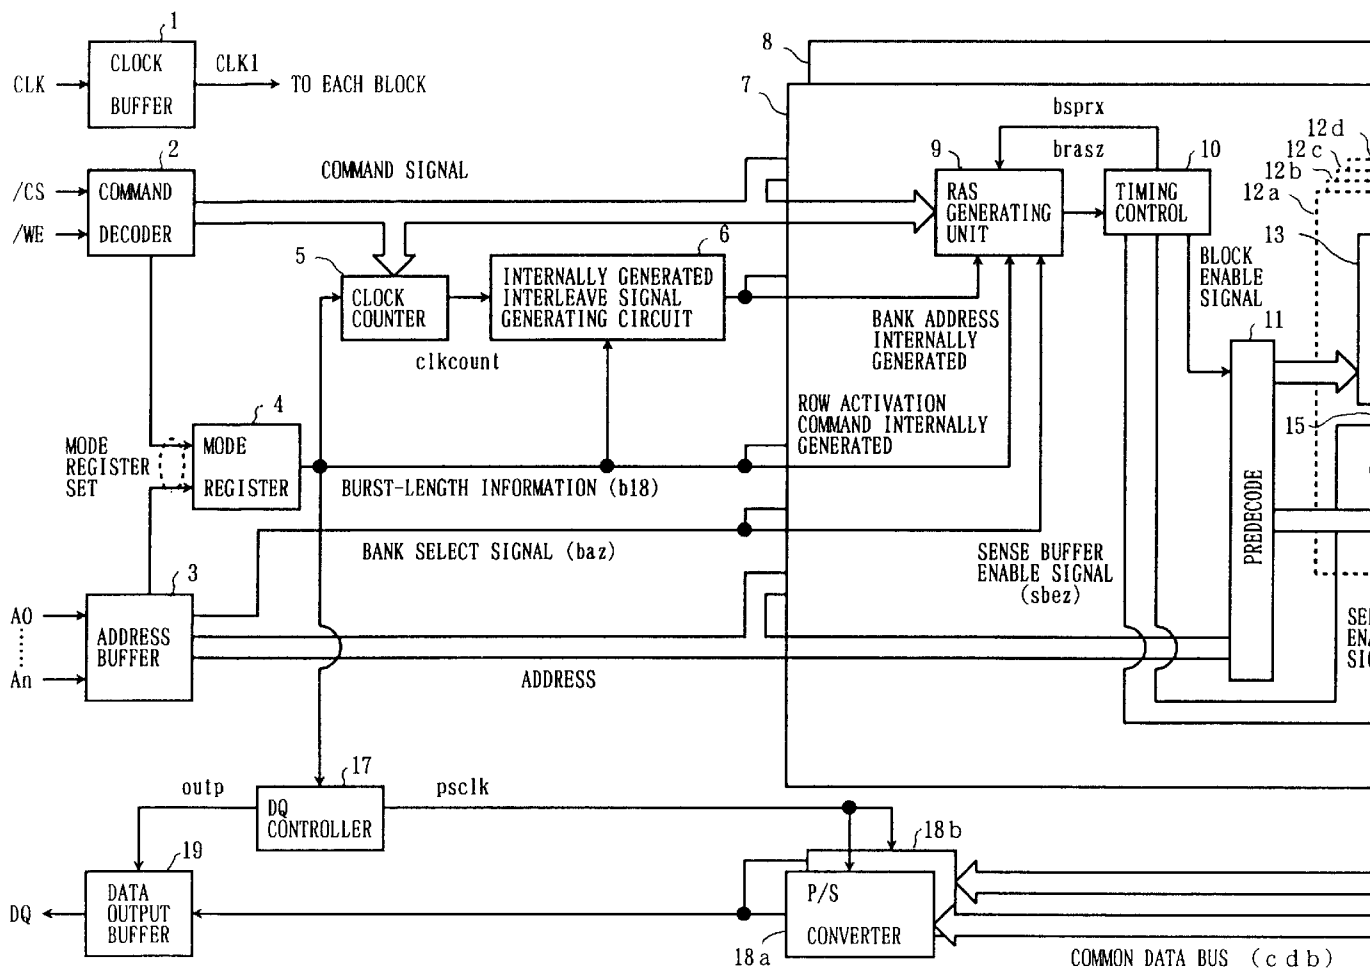 1
CLOCK
BUFFER
CLK
CLK1
TO EACH BLOCK
2
COMMAND
DECODER
/CS
/WE
COMMAND SIGNAL
8
7
bsprx
brasz
9
RAS
GENERATING
UNIT
10
TIMING
CONTROL
12d
12c
12b
12a
13
5
CLOCK
COUNTER
clkcount
6
INTERNALLY GENERATED
INTERLEAVE SIGNAL
GENERATING CIRCUIT
BANK ADDRESS
INTERNALLY
GENERATED
BLOCK
ENABLE
SIGNAL
11
PREDECODE
15
4
MODE
REGISTER
MODE
REGISTER
SET
ROW ACTIVATION
COMMAND INTERNALLY
GENERATED
BURST-LENGTH INFORMATION (bl8)
BANK SELECT SIGNAL (baz)
SENSE BUFFER
ENABLE SIGNAL
(sbez)
3
ADDRESS
BUFFER
A0
An
ADDRESS
SE
ENA
SIG
17
DQ
CONTROLLER
outp
psclk
19
DATA
OUTPUT
BUFFER
DQ
18b
P/S
CONVERTER
18a
COMMON DATA BUS (cdb)